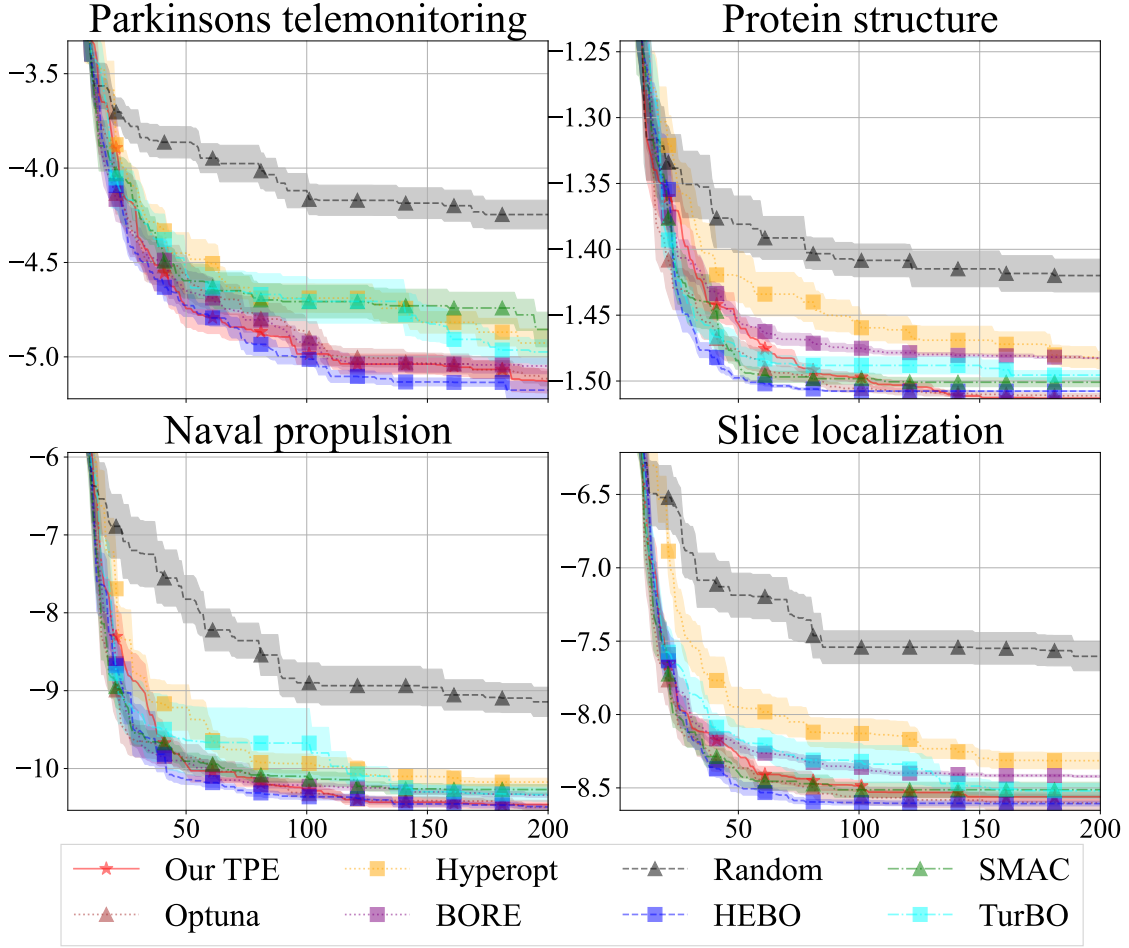 Parkinsons telemonitoring
Protein structure
−3.5
−4.0
−4.5
−5.0
−1.25
−1.30
−1.35
−1.40
−1.45
−1.50
Naval propulsion
Slice localization
−6
−7
−8
−9
−10
50
100
150
200
−6.5
−7.0
−7.5
−8.0
−8.5
50
100
150
200
Our TPE
Hyperopt
Random
SMAC
Optuna
BORE
HEBO
TurBO